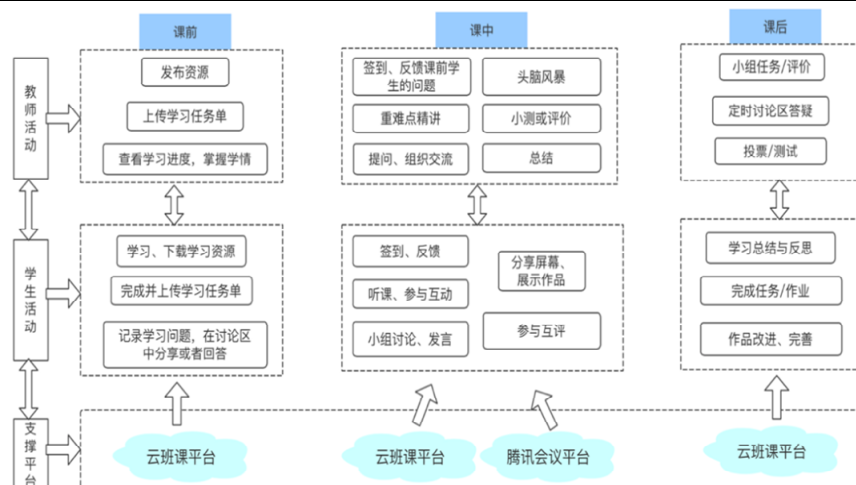 课前
课中
课后
教师活动
发布资源
上传学习任务单
查看学习进度，掌握学情
签到、反馈课前学
生的问题
重难点精讲
提问、组织交流
头脑风暴
小测或评价
总结
小组任务/评价
定时讨论区答疑
投票/测试
学生活动
学习、下载学习资源
完成并上传学习任务单
记录学习问题，在讨论区
中分享或者回答
签到、反馈
听课、参与互动
小组讨论、发言
分享屏幕、
展示作品
参与互评
学习总结与反思
完成任务/作业
作品改进、完善
支撑平台
云班课平台
云班课平台
腾讯会议平台
云班课平台